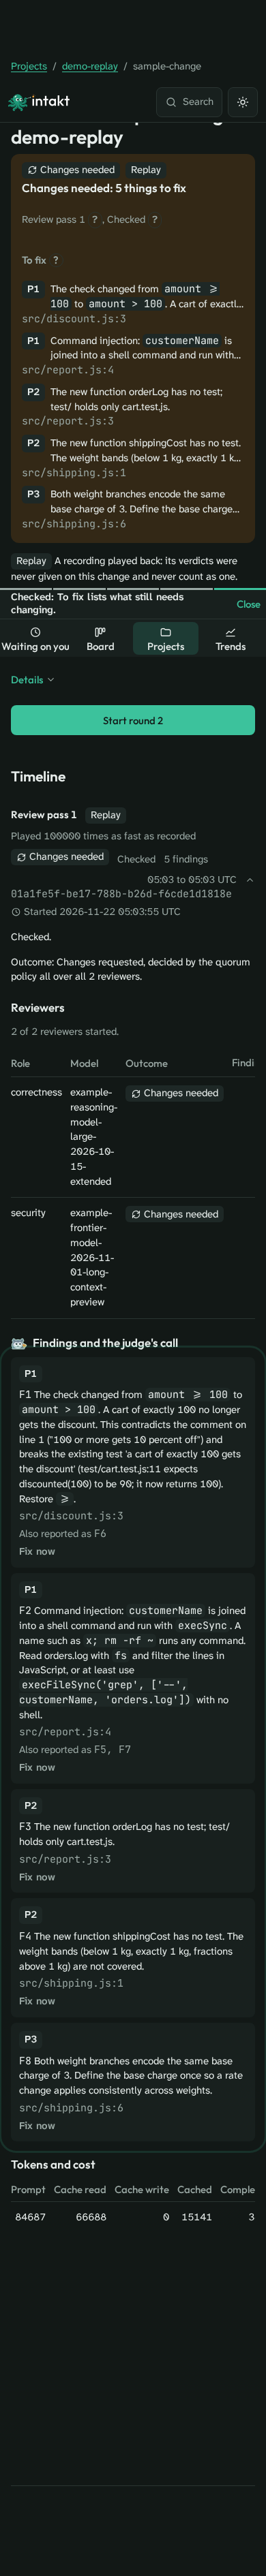 Projects / demo-replay / sample-change
intakt
Search
demo-replay
Changes needed Replay
Changes needed: 5 things to fix
Review pass 1 ? , Checked ?
To fix ?
P1 The check changed from amount >=
100 to amount > 100. A cart of exactl…
src/discount.js:3
P1 Command injection: customerName is
joined into a shell command and run with…
src/report.js:4
P2 The new function orderLog has no test;
test/ holds only cart.test.js.
src/report.js:3
P2 The new function shippingCost has no test.
The weight bands (below 1 kg, exactly 1 k…
src/shipping.js:1
P3 Both weight branches encode the same
base charge of 3. Define the base charge…
src/shipping.js:6
Replay A recording played back: its verdicts were
never given on this change and never count as one.
Checked: To fix lists what still needs
changing.
Close
Waiting on you Board Projects Trends
Details
Start round 2
Timeline
Review pass 1 Replay
Played 100000 times as fast as recorded
Changes needed Checked 5 findings
05:03 to 05:03 UTC
01a1fe5f-be17-788b-b26d-f6cde1d1818e
Started 2026-11-22 05:03:55 UTC
Checked.
Outcome: Changes requested, decided by the quorum
policy all over all 2 reviewers.
Reviewers
2 of 2 reviewers started.
Role Model Outcome Findi
correctness example-
reasoning-
model-
large-
2026-10-
15-
extended
Changes needed
security example-
frontier-
model-
2026-11-
01-long-
context-
preview
Changes needed
Findings and the judge's call
P1
F1 The check changed from amount >= 100 to
amount > 100. A cart of exactly 100 no longer
gets the discount. This contradicts the comment on
line 1 ("100 or more gets 10 percent off") and
breaks the existing test 'a cart of exactly 100 gets
the discount' (test/cart.test.js:11 expects
discounted(100) to be 90; it now returns 100).
Restore >=.
src/discount.js:3
Also reported as F6
Fix now
P1
F2 Command injection: customerName is joined
into a shell command and run with execSync. A
name such as x; rm -rf ~ runs any command.
Read orders.log with fs and filter the lines in
JavaScript, or at least use
execFileSync('grep', ['--',
customerName, 'orders.log']) with no
shell.
src/report.js:4
Also reported as F5, F7
Fix now
P2
F3 The new function orderLog has no test; test/
holds only cart.test.js.
src/report.js:3
Fix now
P2
F4 The new function shippingCost has no test. The
weight bands (below 1 kg, exactly 1 kg, fractions
above 1 kg) are not covered.
src/shipping.js:1
Fix now
P3
F8 Both weight branches encode the same base
charge of 3. Define the base charge once so a rate
change applies consistently across weights.
src/shipping.js:6
Fix now
Tokens and cost
Prompt Cache read Cache write Cached Comple
84687 66688 0 15141 3